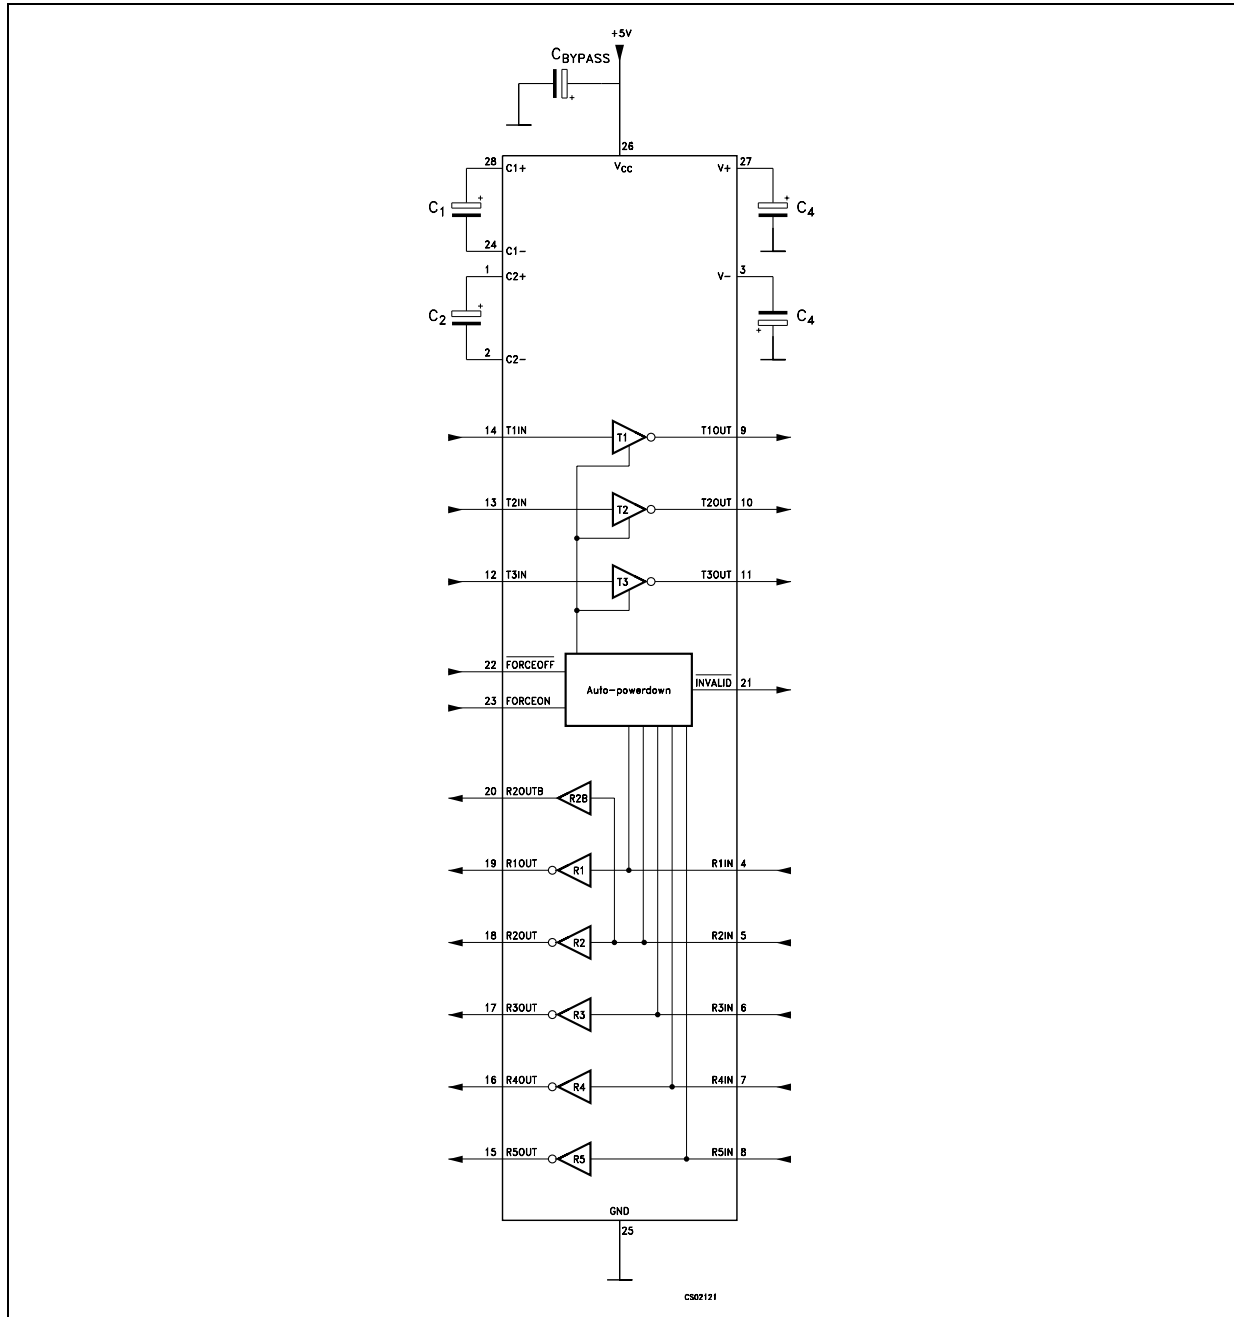 +5V
CBYPASS
+
26
28 C1+ VCC V+ 27
+ +
C1 C4
24 C1-
1 C2+ V- 3
+
C2 C4
+
2 C2-
14 T1IN T1 T1OUT 9
13 T2IN T2 T2OUT 10
12 T3IN T3 T3OUT 11
22 FORCEOFF
Auto-powerdown INVALID 21
23 FORCEON
20 R2OUTB R2B
19 R1OUT R1 R1IN 4
18 R2OUT R2 R2IN 5
17 R3OUT R3 R3IN 6
16 R4OUT R4 R4IN 7
15 R5OUT R5 R5IN 8
GND
25
CS02121